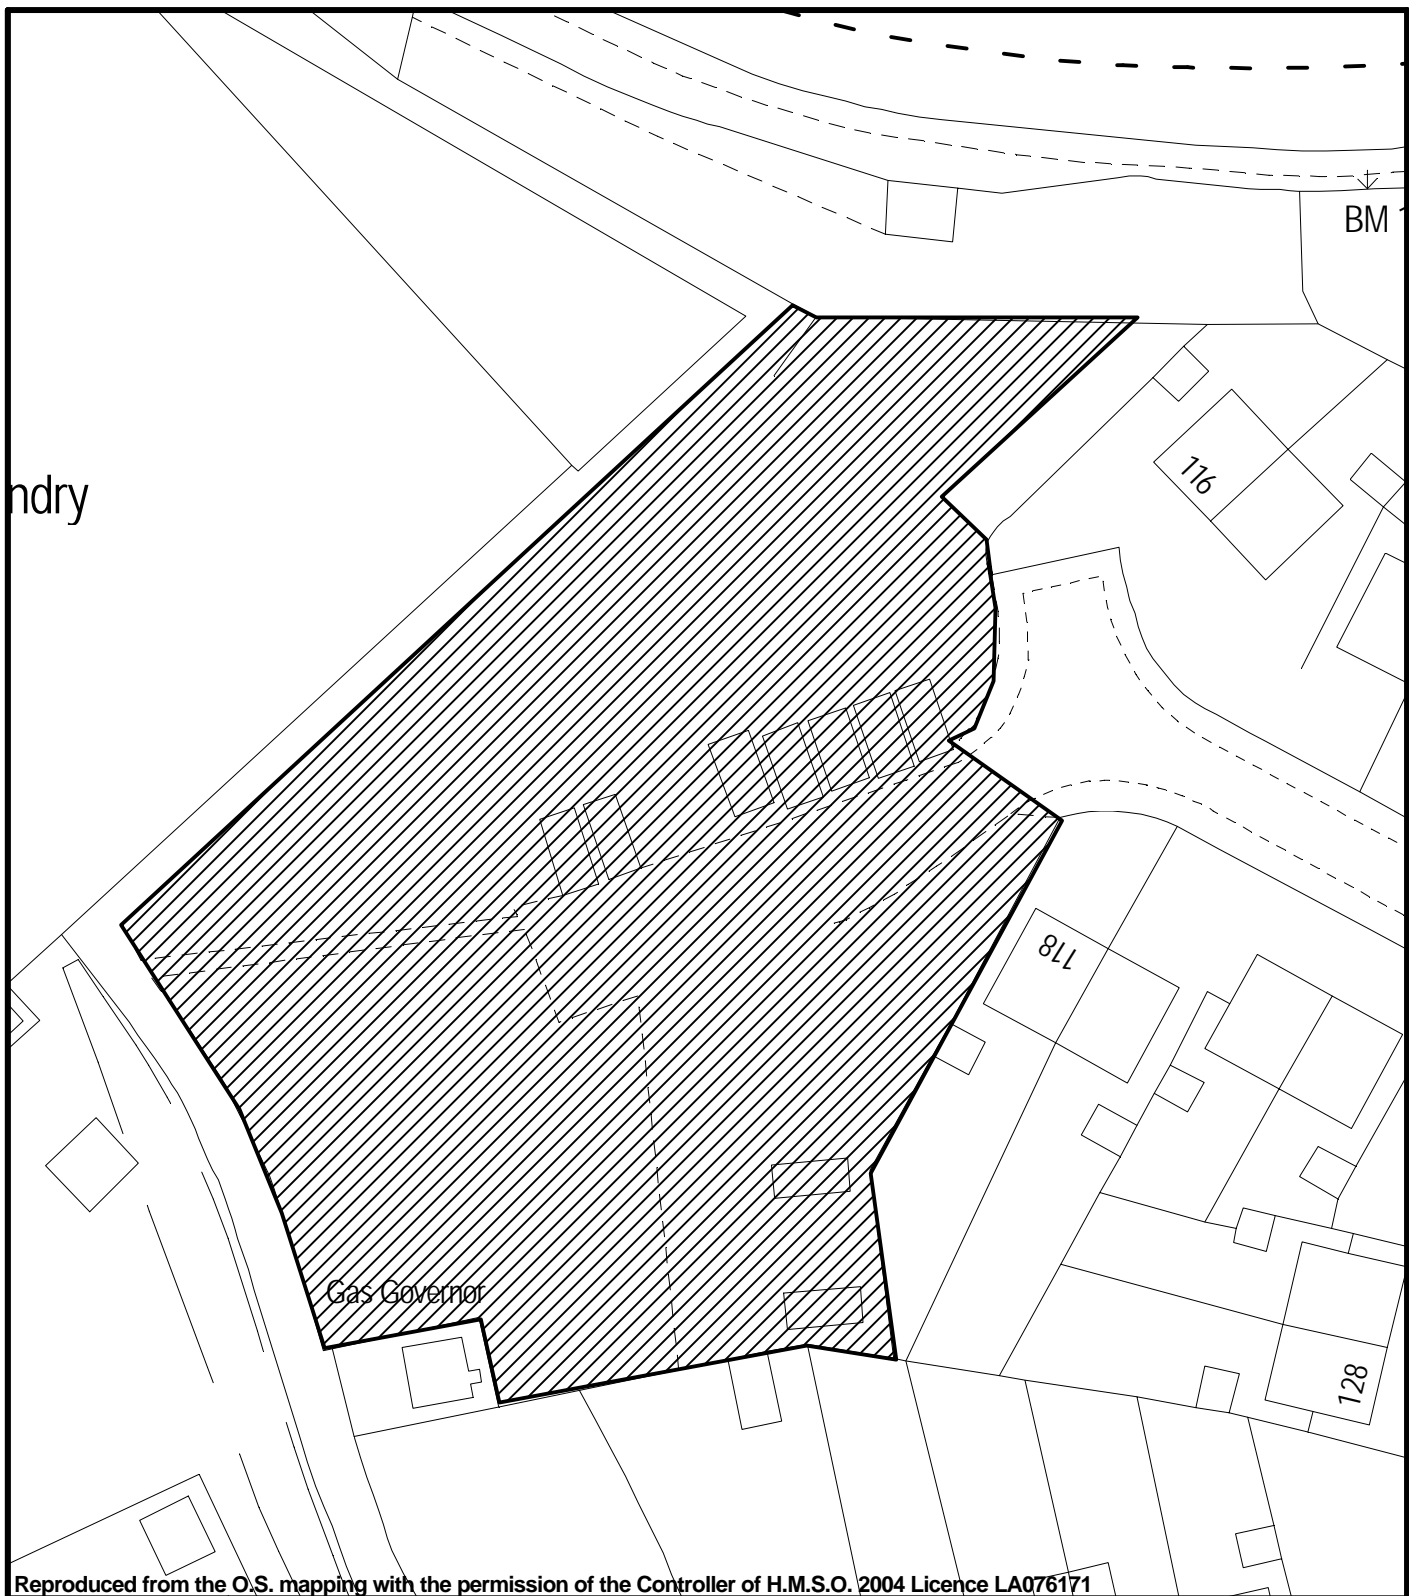 BM
ndry
116
118
Gas Governor
128
Reproduced from the O.S. mapping with the permission of the Controller of H.M.S.O. 2004 Licence LA076171